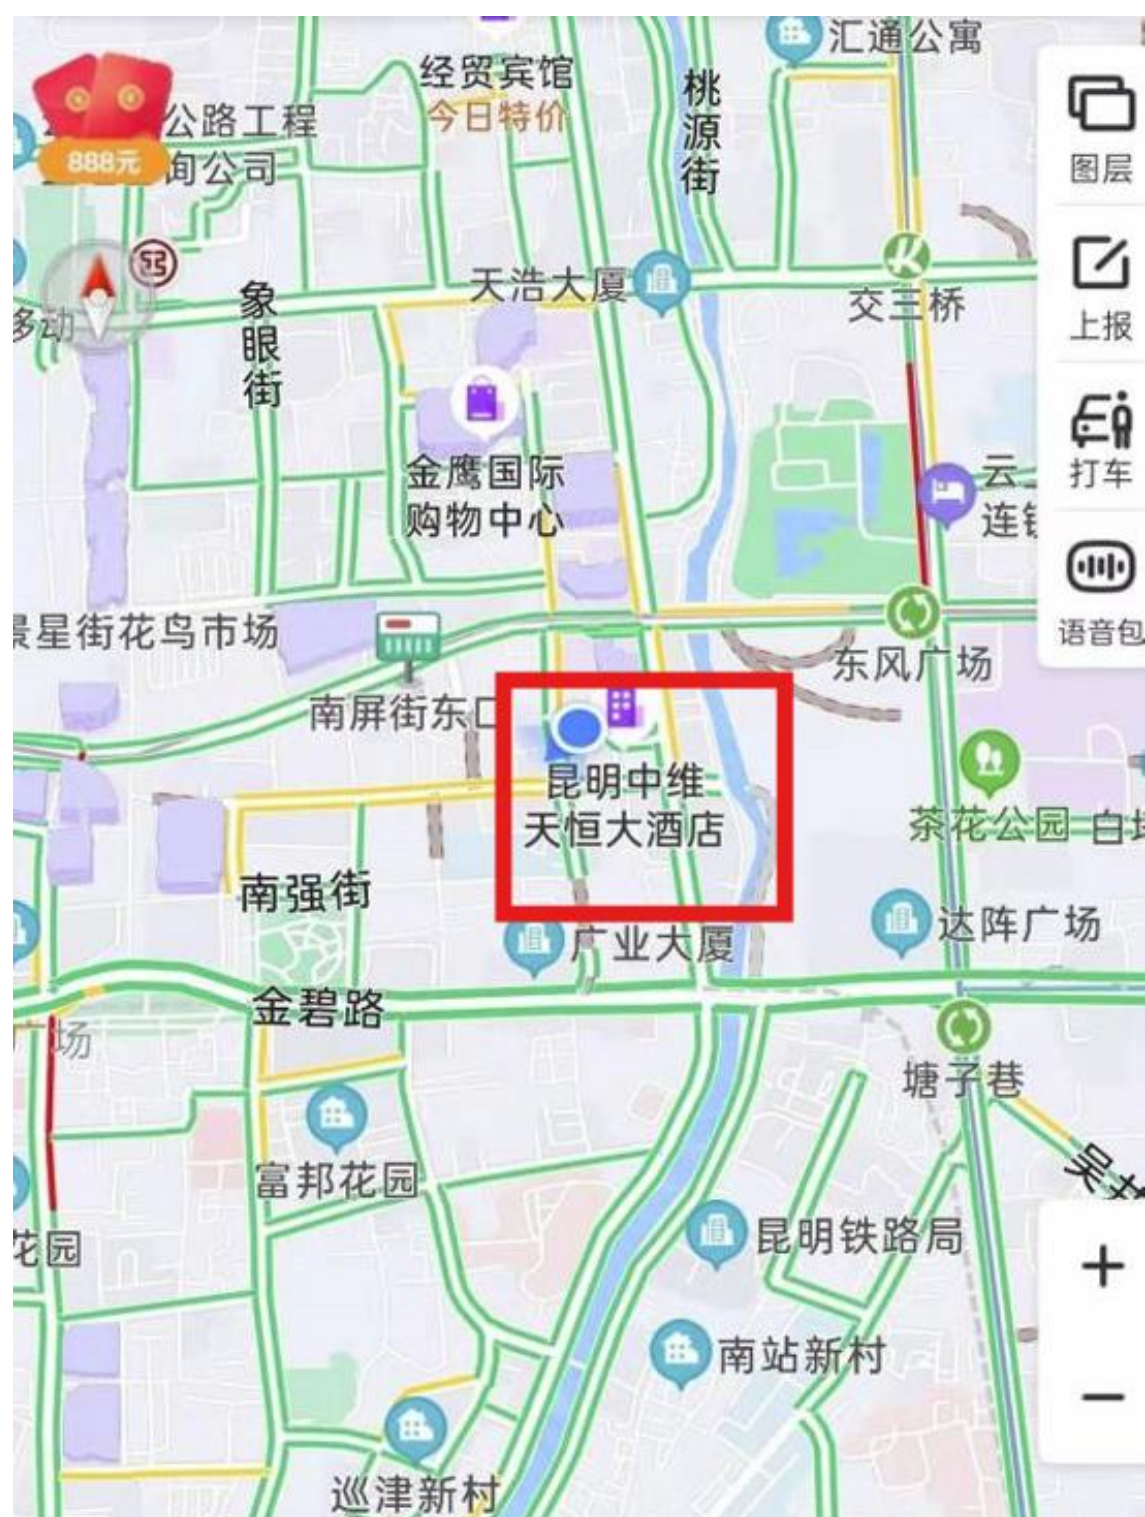 汇通公寓
经贸宾馆
今日特价
桃源街
公路工程
询公司
888元
图层
天浩大厦
交三桥
上报
移动
象眼街
金鹰国际
购物中心
云
连锁
打车
景星街花鸟市场
东风广场
语音包
南屏街东口
昆明中维
天恒大酒店
茶花公园
白塔
南强街
广业大厦
达阵广场
金碧路
场
塘子巷
富邦花园
吴井
花园
昆明铁路局
南站新村
巡津新村